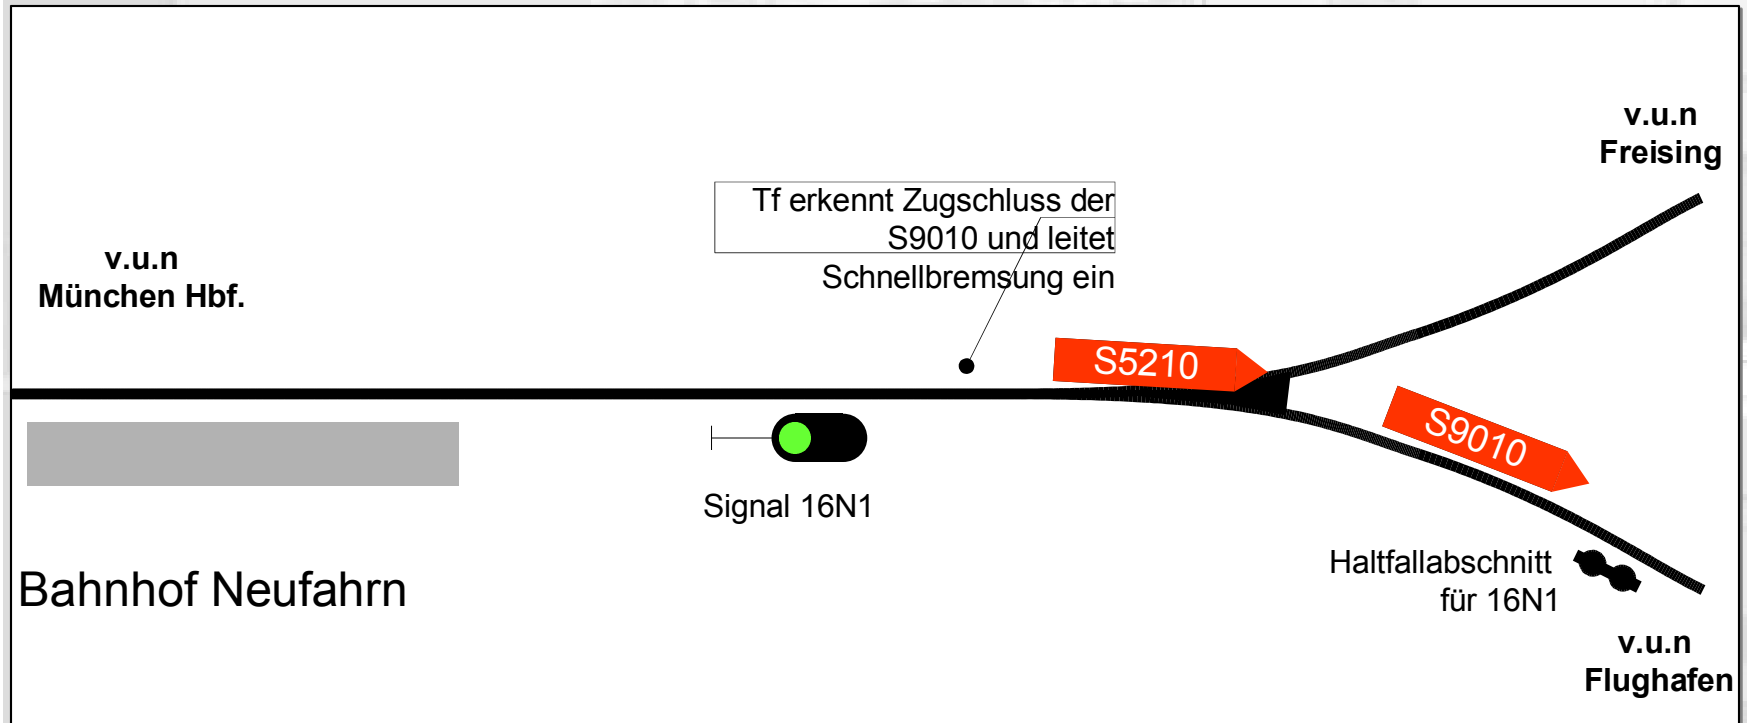 v.u.n
Freising
Tf erkennt Zugschluss der
S9010 und leitet
Schnellbremsung ein
v.u.n
München Hbf.
S5210
S9010
Signal 16N1
Haltfallabschnitt
für 16N1
Bahnhof Neufahrn
v.u.n
Flughafen